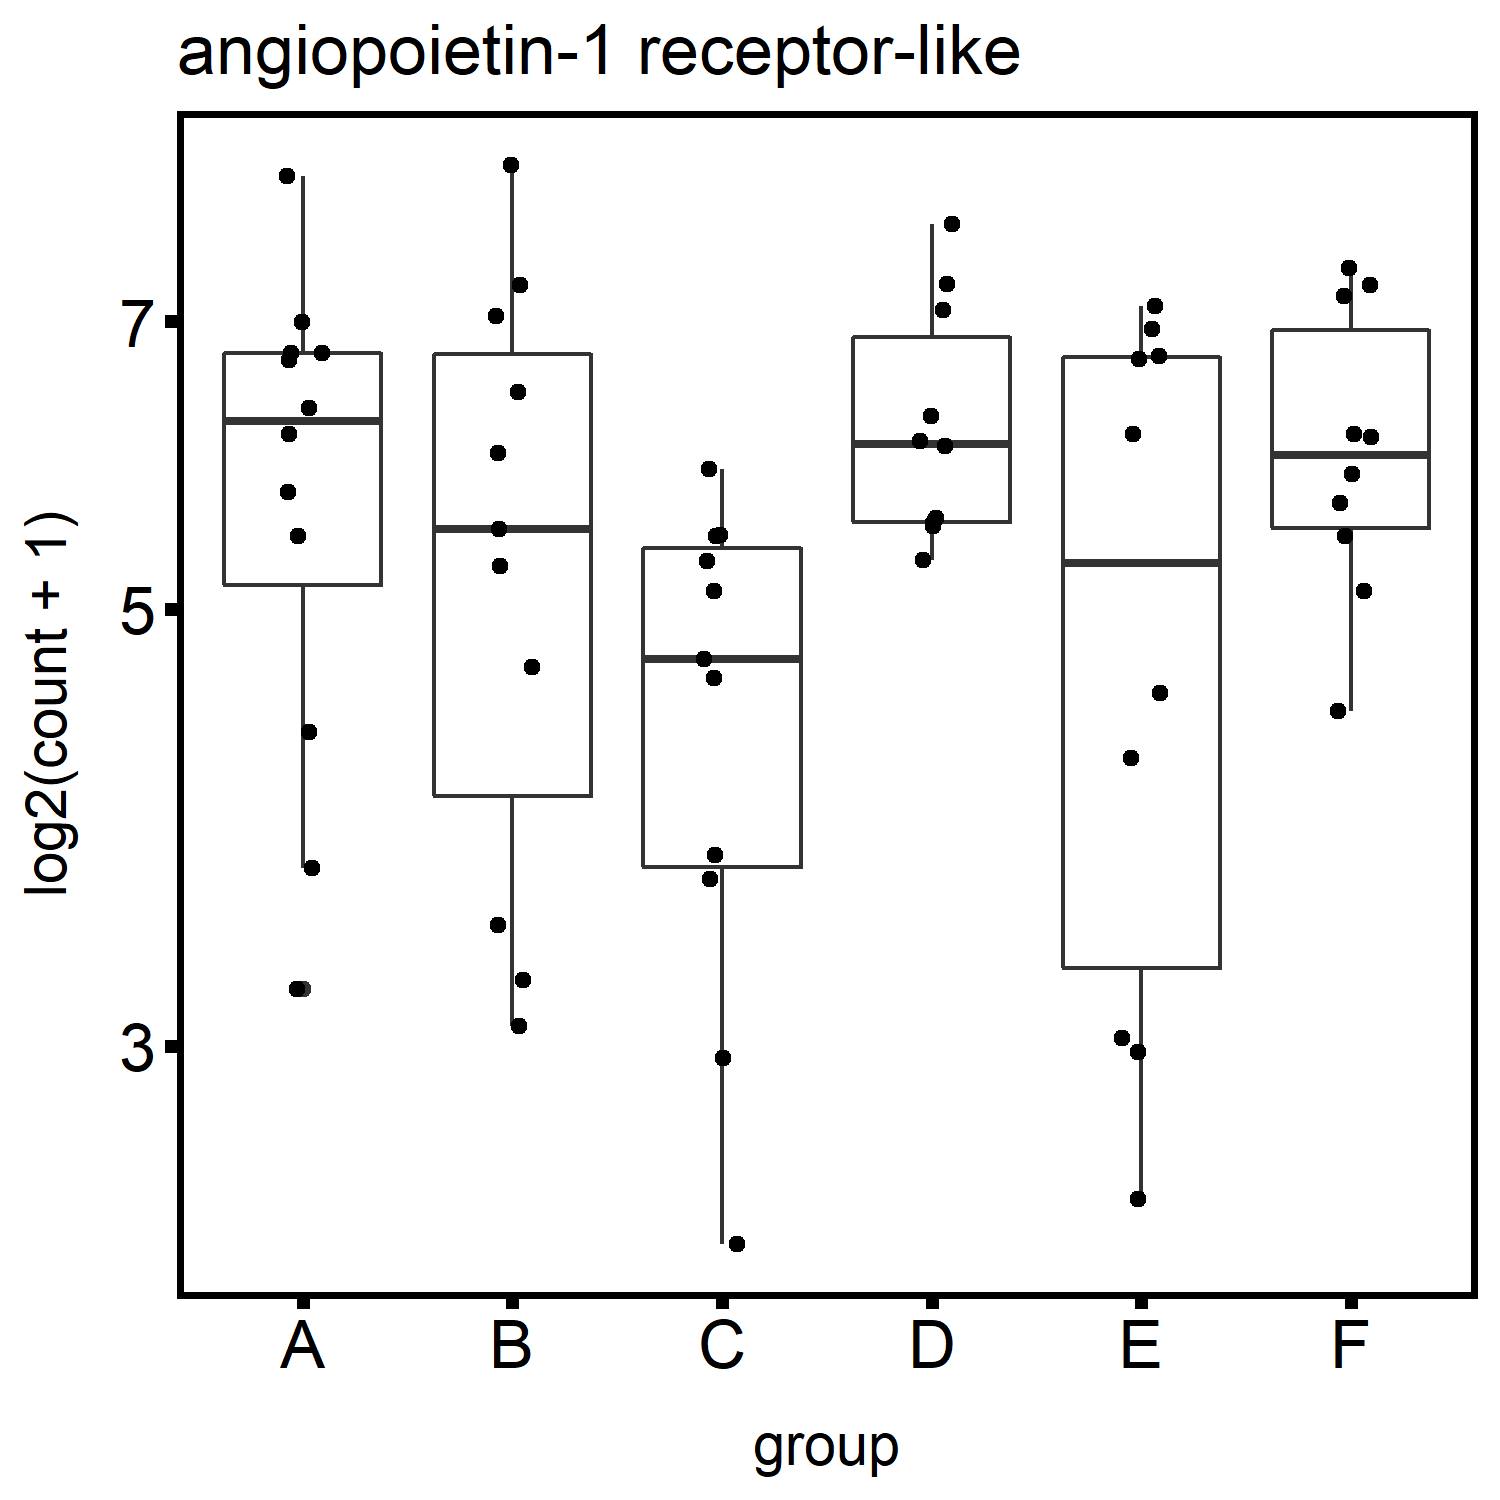 angiopoietin-1 receptor-like
log2(count + 1)
7
5
3
A B C D E F
group